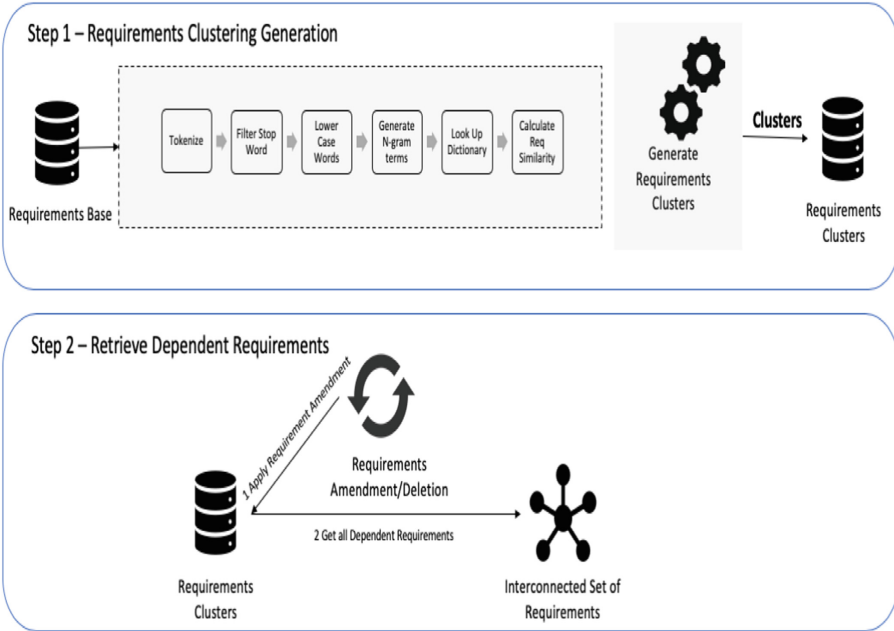 Step 1 – Requirements Clustering Generation
Requirements Base
Tokenize
Filter Stop
Word
Lower
Case
Words
Generate
N-gram
terms
Look Up
Dictionary
Calculate
Req
Similarity
Generate
Requirements
Clusters
Clusters
Requirements
Clusters
Step 2 – Retrieve Dependent Requirements
1 Apply Requirement Amendment
Requirements
Amendment/Deletion
2 Get all Dependent Requirements
Requirements
Clusters
Interconnected Set of
Requirements